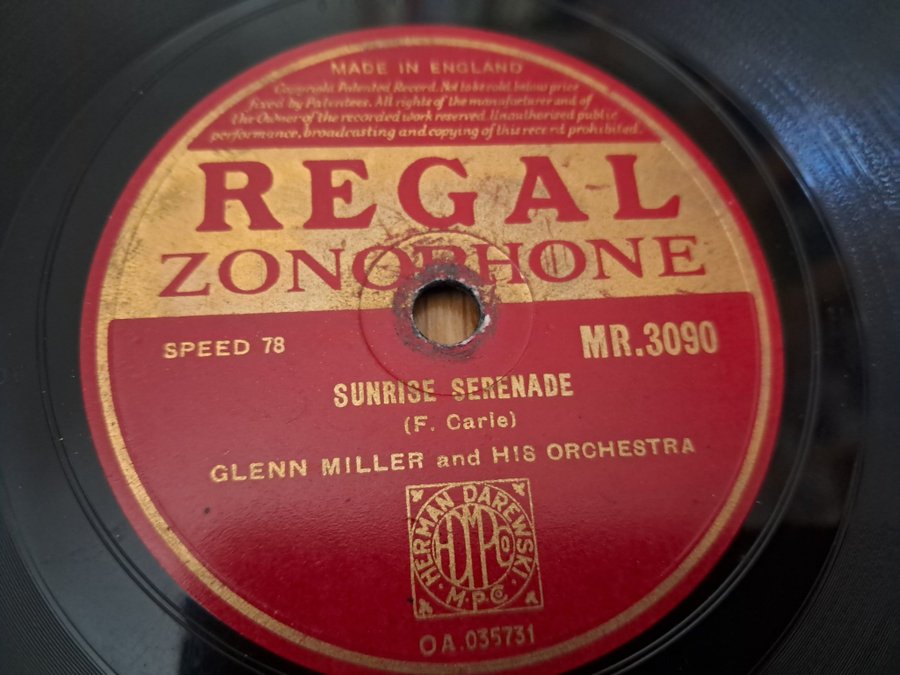 MADE IN ENGLAND
Copyright Patented Record. Not to be sold below price
fixed by Patentees. All rights of the manufacturer and of
the Owner of the recorded work reserved. Unauthorised public
performance, broadcasting and copying of this record prohibited.
REGAL
ZONOPHONE
SPEED 78
MR.3090
SUNRISE SERENADE
(F. Carle)
GLENN MILLER and HIS ORCHESTRA
HERMAN DAREWSKI
HDMPCo
M.P.Co
OA.035731